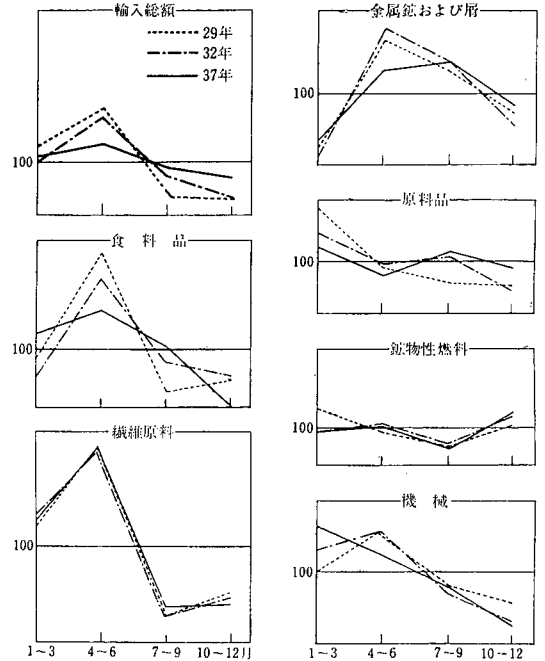 輸入総額
29年
32年
37年
100
食料品
100
繊維原料
100
1~3 4~6 7~9 10~12月
金属鉱および屑
100
原料品
100
鉱物性燃料
100
機械
100
1~3 4~6 7~9 10~12